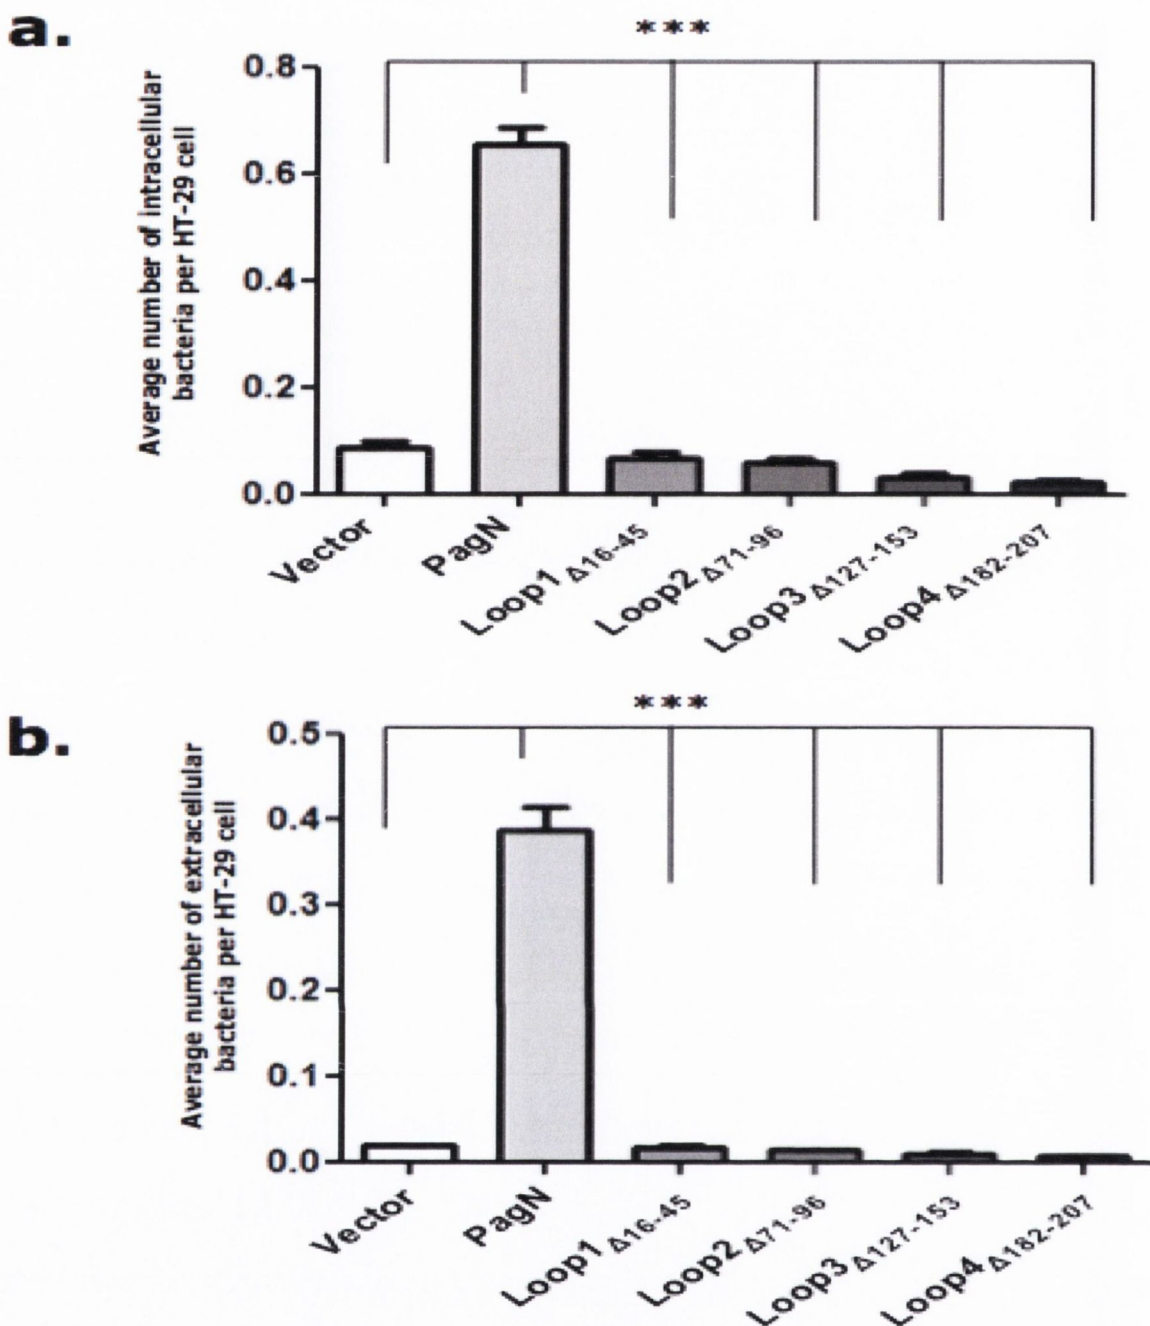 a.
***
Average number of intracellular
bacteria per HT-29 cell
0.8
0.6
0.4
0.2
0.0
Vector
PagN
Loop1 Δ16-45
Loop2 Δ71-96
Loop3 Δ127-153
Loop4 Δ182-207
b.
***
Average number of extracellular
bacteria per HT-29 cell
0.5
0.4
0.3
0.2
0.1
0.0
Vector
PagN
Loop1 Δ16-45
Loop2 Δ71-96
Loop3 Δ127-153
Loop4 Δ182-207